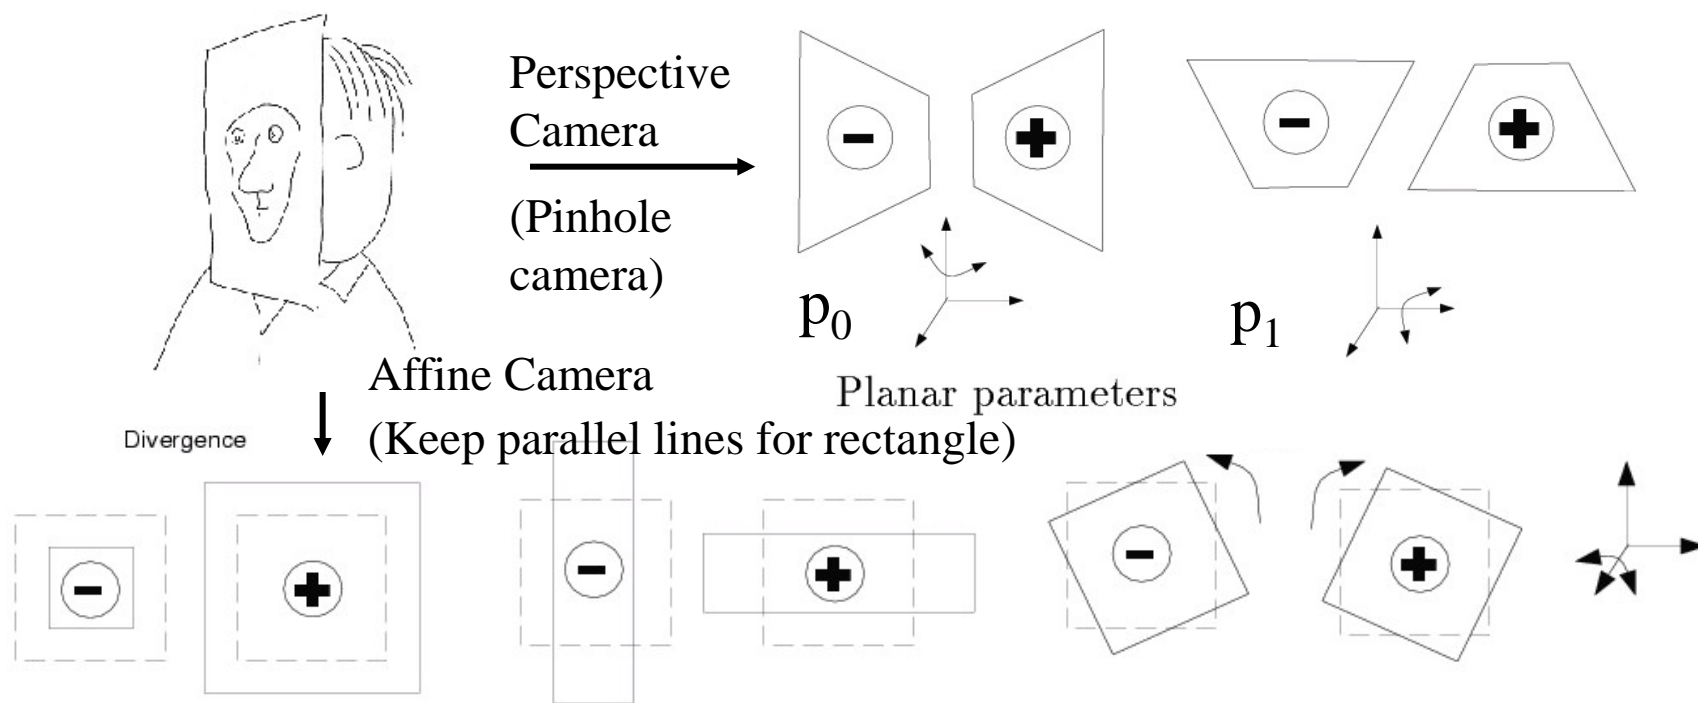 Perspective
Camera
(Pinhole
camera)
p0
p1
Planar parameters
Affine Camera
(Keep parallel lines for rectangle)
Divergence